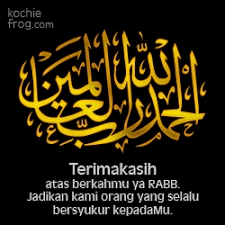 kochie
frog.com
الحمد لله رب العالمين
Terimakasih
atas berkahmu ya RABB.
Jadikan kami orang yang selalu
bersyukur kepadaMu.